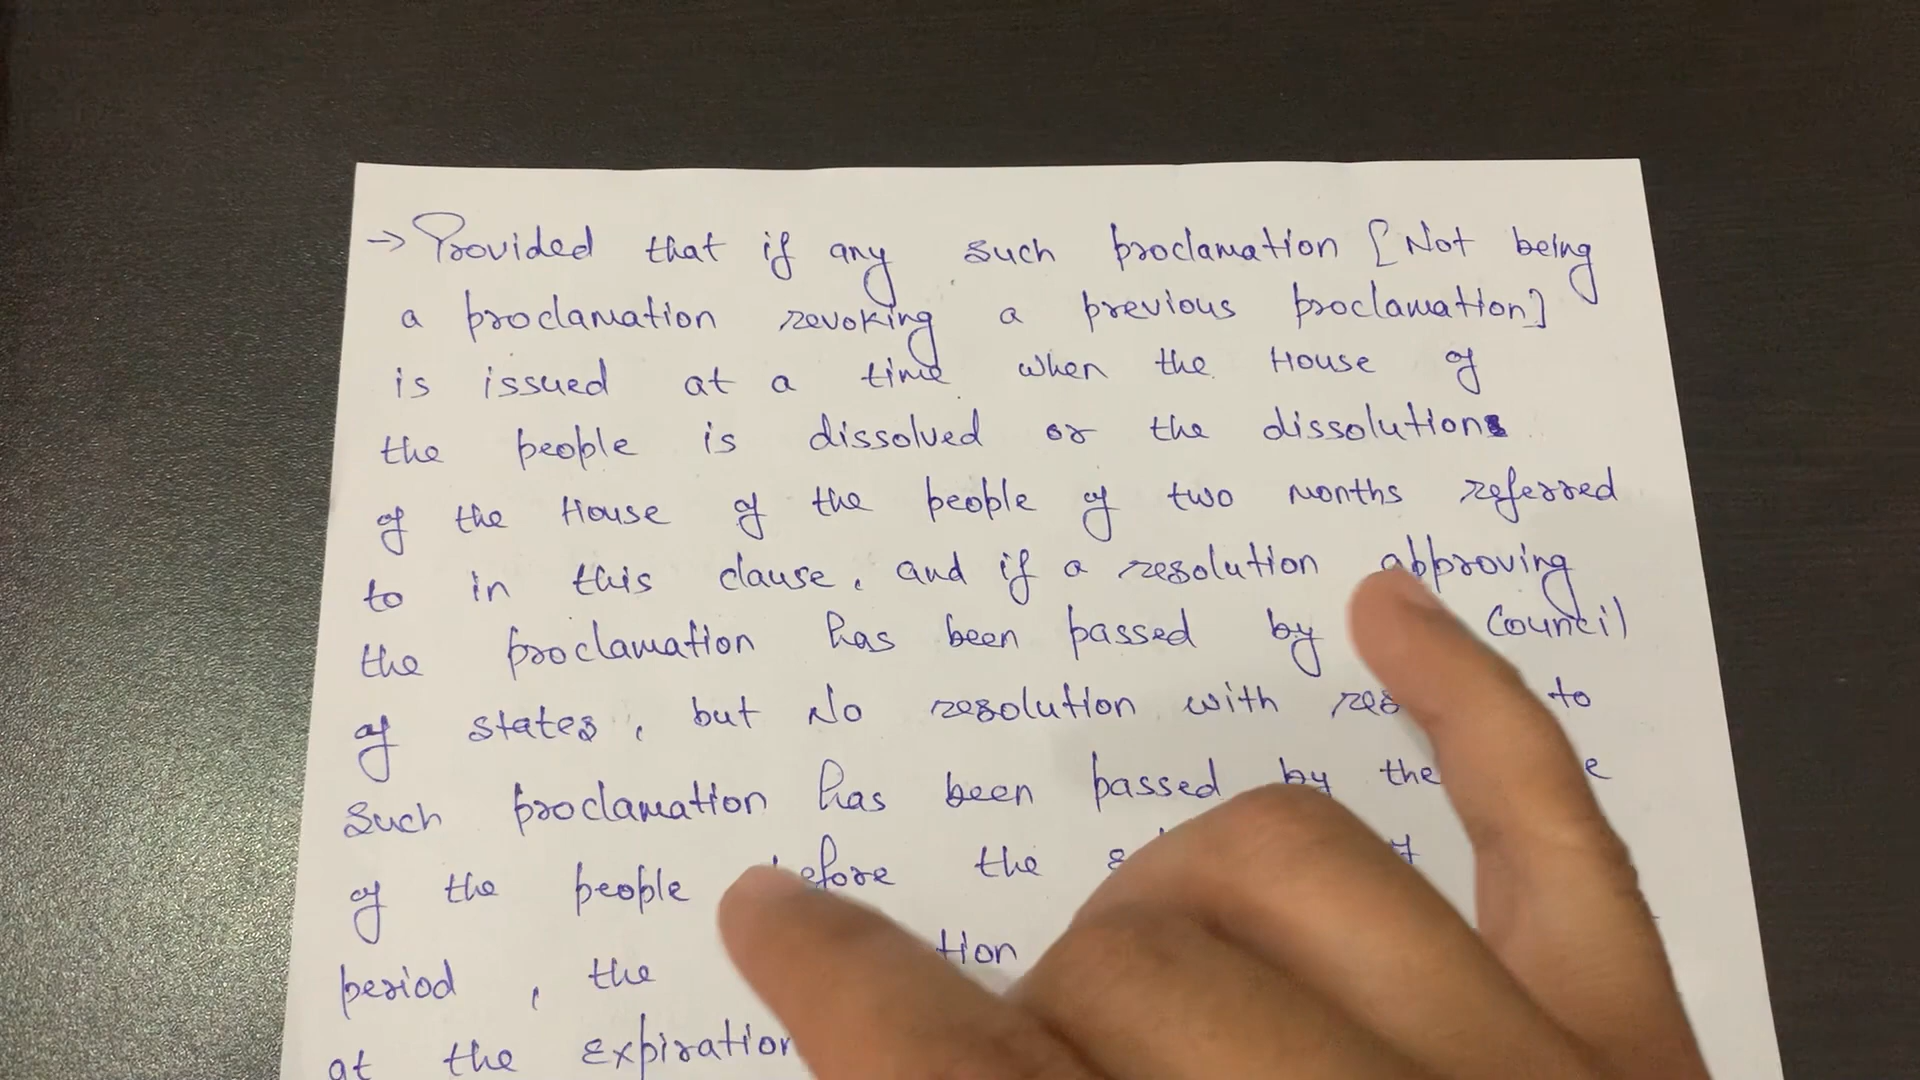 → Provided that if any such proclamation [Not being
a proclamation revoking a previous proclamation]
is issued at a time when the House of
the people is dissolved or the dissolution
of the House of the people of two months referred
to in this clause, and if a resolution approving
the proclamation has been passed by Council
of states, but No resolution with to
such proclamation has been passed by the
of the people before the
period, the
at the expiration